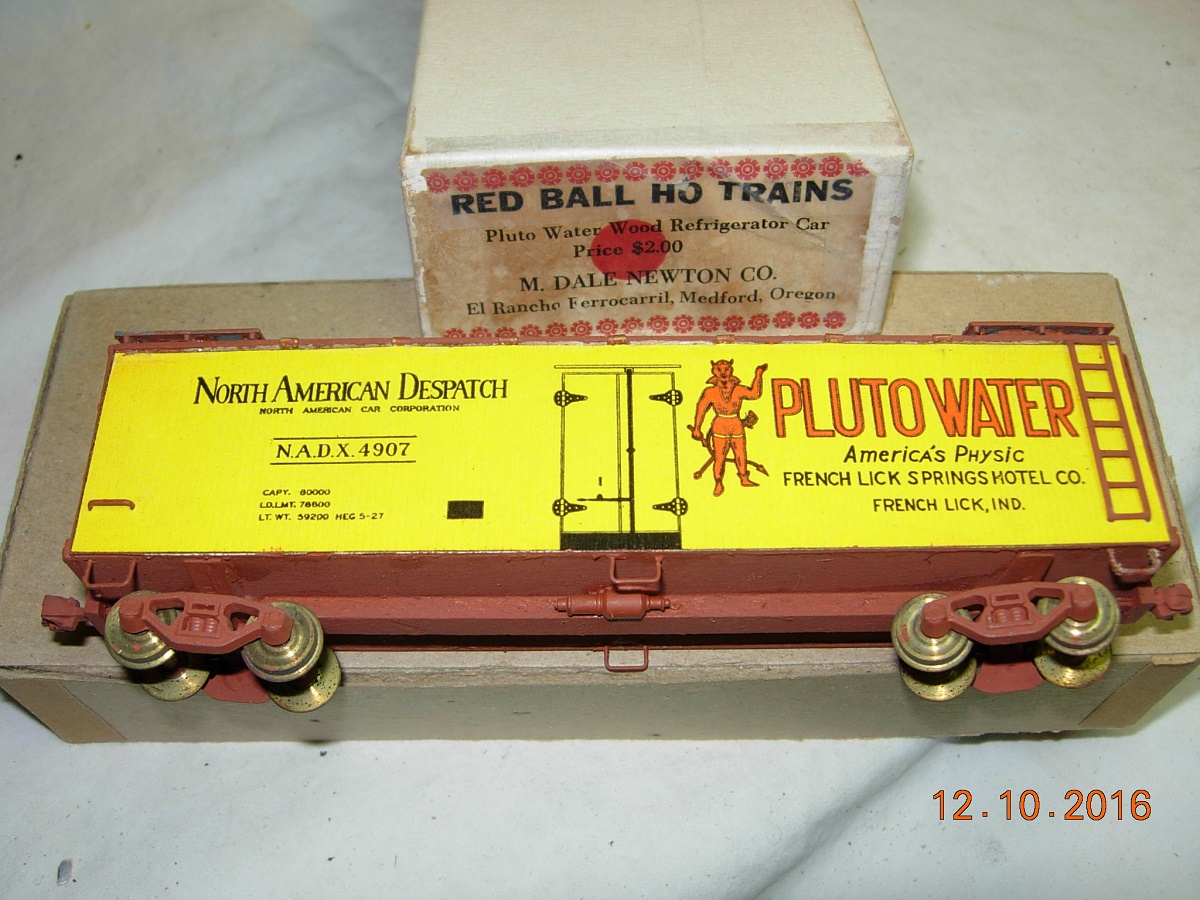 RED BALL HO TRAINS
Pluto Water Wood Refrigerator Car
Price $2.00
M. DALE NEWTON CO.
El Rancho Ferrocarril, Medford, Oregon
NORTH AMERICAN DESPATCH
NORTH AMERICAN CAR CORPORATION
N.A.D.X. 4907
CAPY. 80000
LD.LMT. 76800
LT. WT. 59200 HEG 5-27
PLUTO WATER
AMERICA'S PHYSIC
FRENCH LICK SPRINGS HOTEL CO.
FRENCH LICK, IND.
12.10.2016